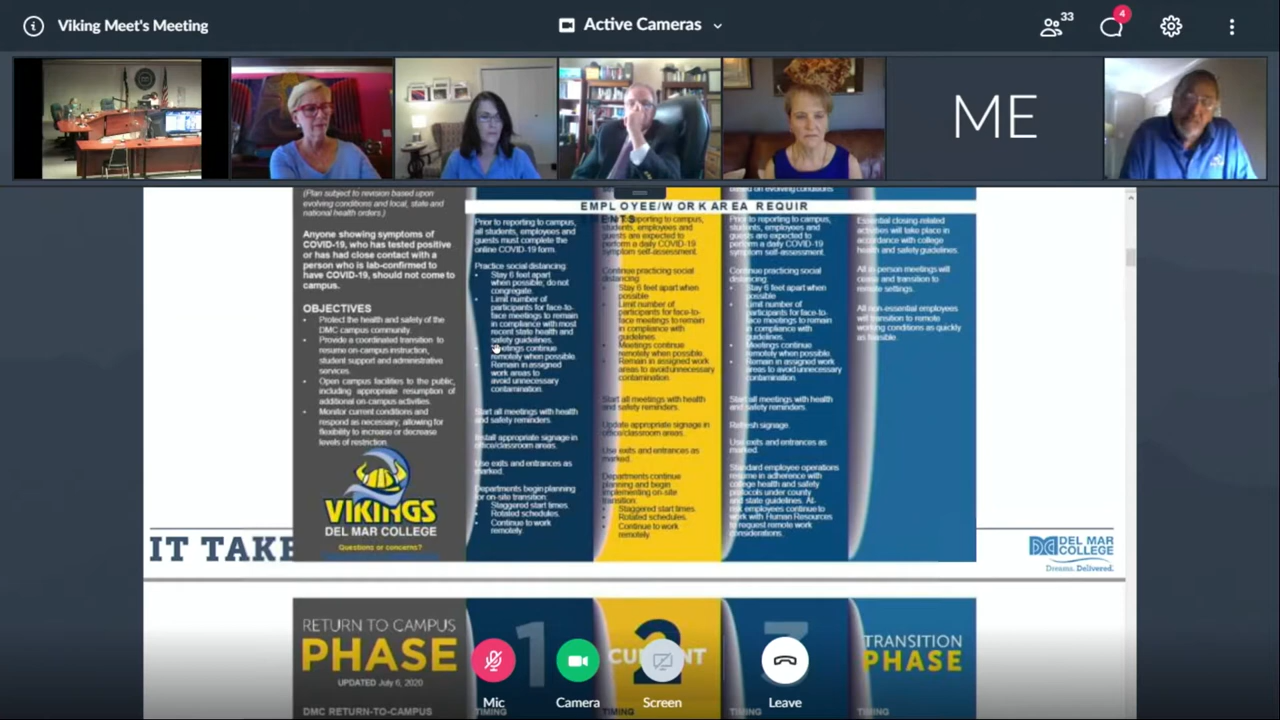 Viking Meet's Meeting
Active Cameras
33
4
ME
(Plan subject to revision based upon
evolving conditions and local, state and
national health orders.)
Anyone showing symptoms of
COVID-19, who has tested positive
or has had close contact with a
person who is lab-confirmed to
have COVID-19, should not come to
campus.
OBJECTIVES
• Protect the health and safety of the
DMC campus community.
• Provide a coordinated transition to
resume on-campus instruction,
student support and administrative
services.
• Open campus facilities to the public,
including appropriate resumption of
additional on-campus activities.
• Monitor current conditions and
respond as necessary; allowing for
flexibility to increase or decrease
levels of restriction.
VIKINGS
DEL MAR COLLEGE
Questions or concerns?
EMPLOYEE/WORK AREA REQUIR
ENTS
Prior to reporting to campus,
all students, employees and
guests must complete the
online COVID-19 form.
Practice social distancing:
• Stay 6 feet apart
when possible; do not
congregate.
• Limit number of
participants for face-to-
face meetings to remain
in compliance with most
recent state health and
safety guidelines.
Meetings continue
remotely when possible.
• Remain in assigned
work areas to
avoid unnecessary
contamination.
Start all meetings with health
and safety reminders.
Install appropriate signage in
office/classroom areas.
Use exits and entrances as
marked.
Departments begin planning
for on-site transition:
• Staggered start times.
• Rotated schedules.
• Continue to work
remotely.
reporting to campus,
students, employees and
guests are expected to
perform a daily COVID-19
symptom self-assessment.
Continue practicing social
distancing:
• Stay 6 feet apart when
possible
• Limit number of
participants for face-to-
face meetings to remain
in compliance with
guidelines.
• Meetings continue
remotely when possible.
• Remain in assigned work
areas to avoid unnecessary
contamination.
Start all meetings with health
and safety reminders.
Update appropriate signage in
office/classroom areas.
Use exits and entrances as
marked.
Departments continue
planning and begin
implementing on-site
transition:
• Staggered start times.
• Rotated schedules.
• Continue to work
remotely.
based on evolving conditions
Prior to reporting to campus,
students, employees and
guests are expected to
perform a daily COVID-19
symptom self-assessment.
Continue practicing social
distancing:
• Stay 6 feet apart when
possible
• Limit number of
participants for face-to-
face meetings to remain
in compliance with
guidelines.
• Meetings continue
remotely when possible.
• Remain in assigned work
areas to avoid unnecessary
contamination.
Start all meetings with health
and safety reminders.
Refresh signage.
Use exits and entrances as
marked.
Standard employee operations
resume in adherence with
college health and safety
protocols under county
and state guidelines. At-
risk employees continue to
work with Human Resources
to request remote work
considerations.
Essential closing-related
activities will take place in
accordance with college
health and safety guidelines.
All in-person meetings will
cease and transition to
remote settings.
All non-essential employees
will transition to remote
working conditions as quickly
as feasible.
IT TAKE
DEL MAR
COLLEGE
Dreams. Delivered.
RETURN TO CAMPUS
PHASE
UPDATED July 6, 2020
DMC RETURN-TO-CAMPUS
1
TIMING
2
TIMING
3
TIMING
TRANSITION
PHASE
TIMING
Mic
Camera
Screen
Leave